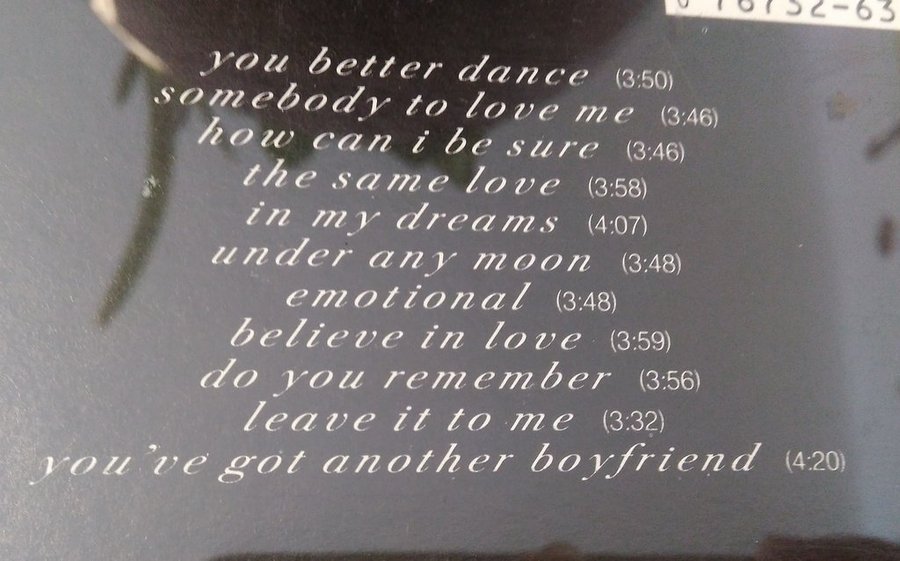 0 76732-63
you better dance (3:50)
somebody to love me (3:46)
how can i be sure (3:46)
the same love (3:58)
in my dreams (4:07)
under any moon (3:48)
emotional (3:48)
believe in love (3:59)
do you remember (3:56)
leave it to me (3:32)
you've got another boyfriend (4:20)